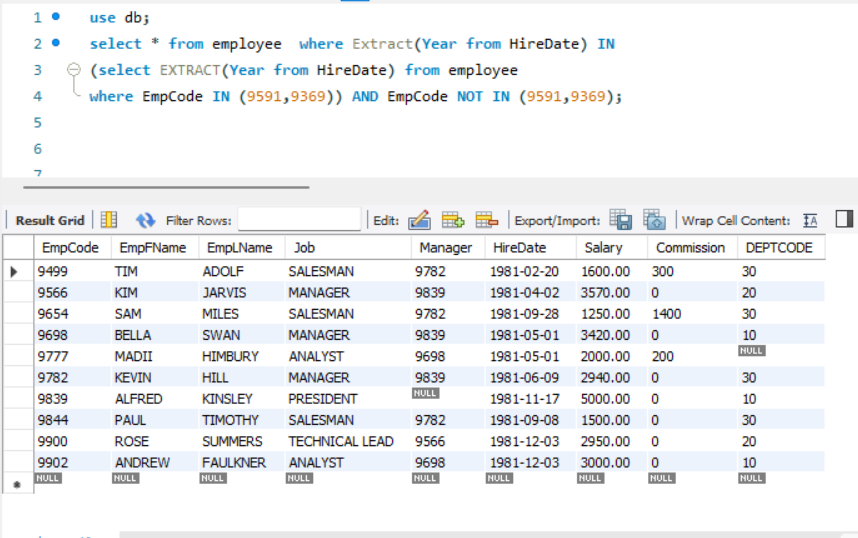 1 use db;
2 select * from employee  where Extract(Year from HireDate) IN
3 (select EXTRACT(Year from HireDate) from employee
4 where EmpCode IN (9591,9369)) AND EmpCode NOT IN (9591,9369);
5
6
7
Result Grid Filter Rows: Edit: Export/Import: Wrap Cell Content:
EmpCode EmpFName EmpLName Job Manager HireDate Salary Commission DEPTCODE
9499 TIM ADOLF SALESMAN 9782 1981-02-20 1600.00 300 30
9566 KIM JARVIS MANAGER 9839 1981-04-02 3570.00 0 20
9654 SAM MILES SALESMAN 9782 1981-09-28 1250.00 1400 30
9698 BELLA SWAN MANAGER 9839 1981-05-01 3420.00 0 10
9777 MADII HIMBURY ANALYST 9698 1981-05-01 2000.00 200 NULL
9782 KEVIN HILL MANAGER 9839 1981-06-09 2940.00 0 30
9839 ALFRED KINSLEY PRESIDENT NULL 1981-11-17 5000.00 0 10
9844 PAUL TIMOTHY SALESMAN 9782 1981-09-08 1500.00 0 30
9900 ROSE SUMMERS TECHNICAL LEAD 9566 1981-12-03 2950.00 0 20
9902 ANDREW FAULKNER ANALYST 9698 1981-12-03 3000.00 0 10
NULL NULL NULL NULL NULL NULL NULL NULL NULL